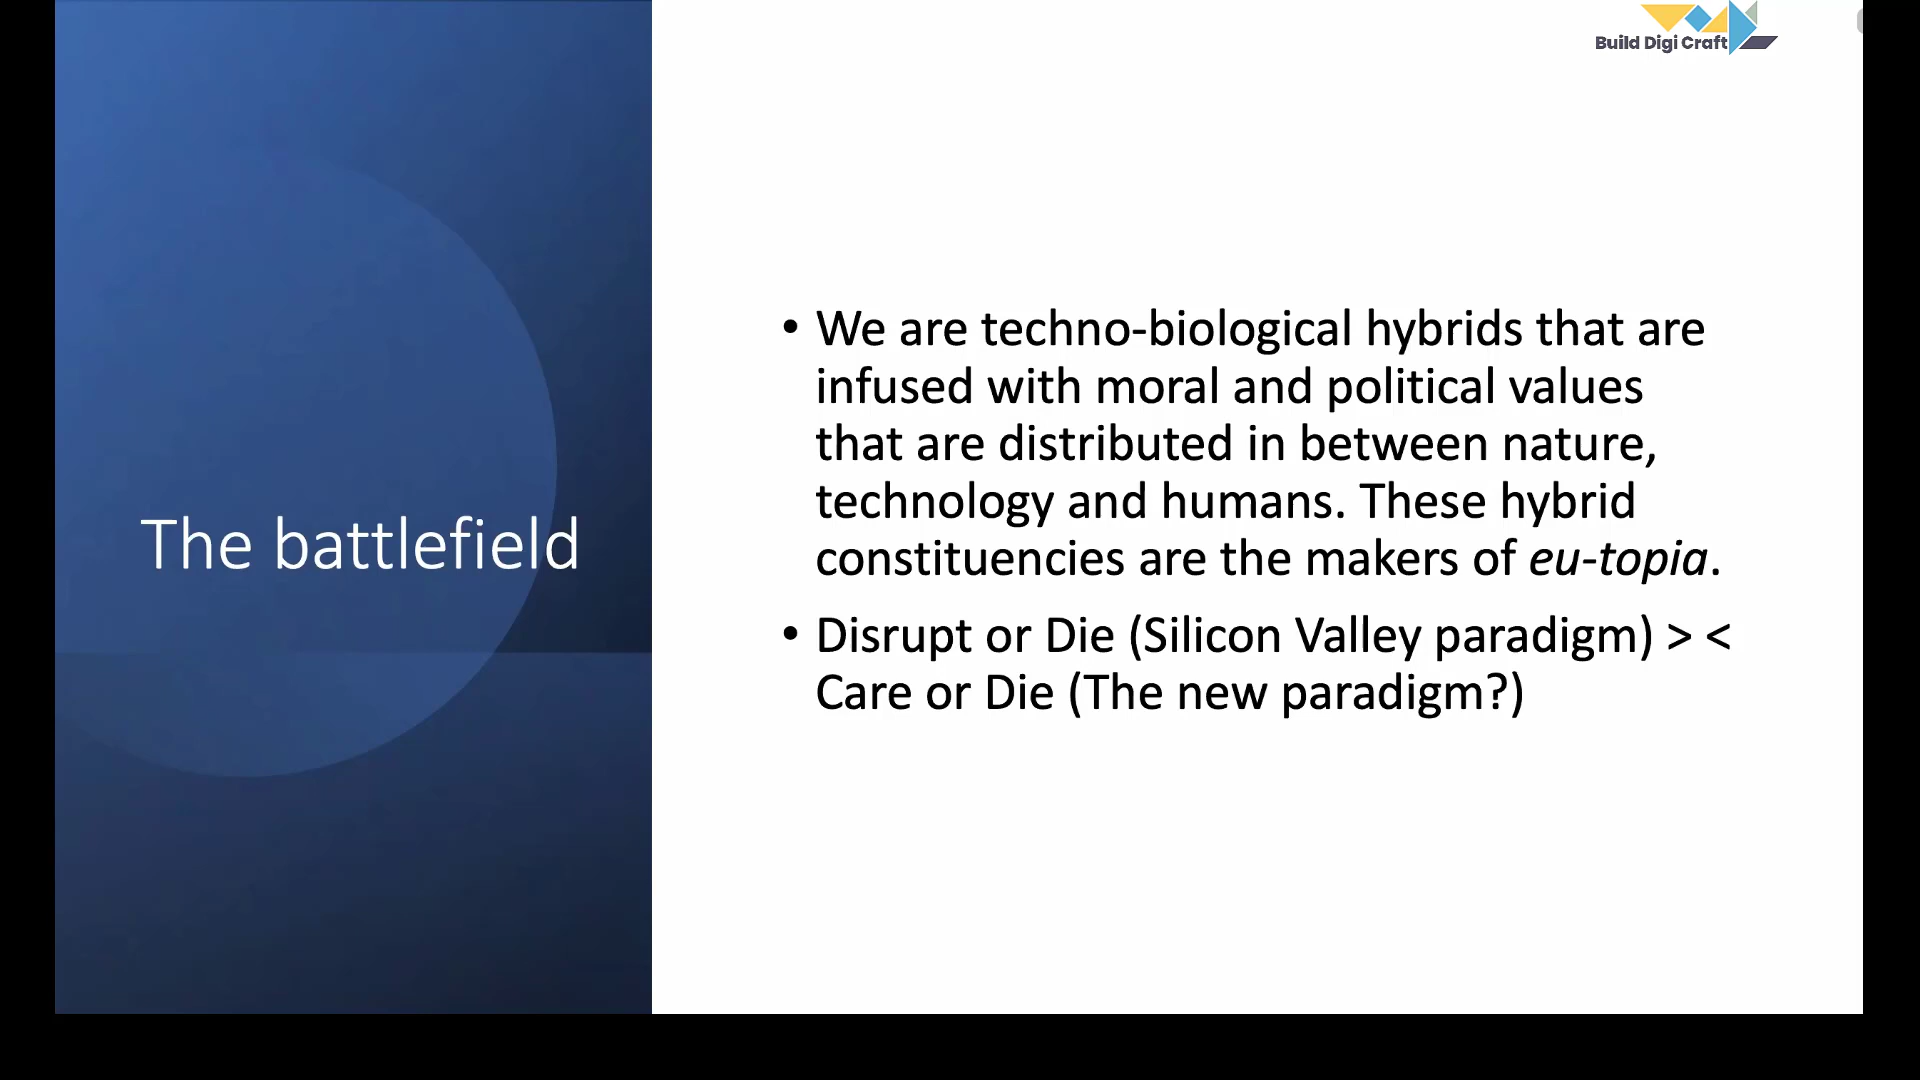 Build Digi Craft
The battlefield
• We are techno-biological hybrids that are
infused with moral and political values
that are distributed in between nature,
technology and humans. These hybrid
constituencies are the makers of eu-topia.
• Disrupt or Die (Silicon Valley paradigm) > <
Care or Die (The new paradigm?)